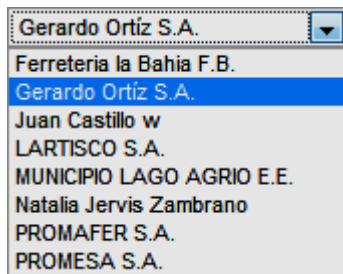 Gerardo Ortíz S.A.
Ferreteria la Bahia F.B.
Gerardo Ortíz S.A.
Juan Castillo w
LARTISCO S.A.
MUNICIPIO LAGO AGRIO E.E.
Natalia Jervis Zambrano
PROMAFER S.A.
PROMESA S.A.